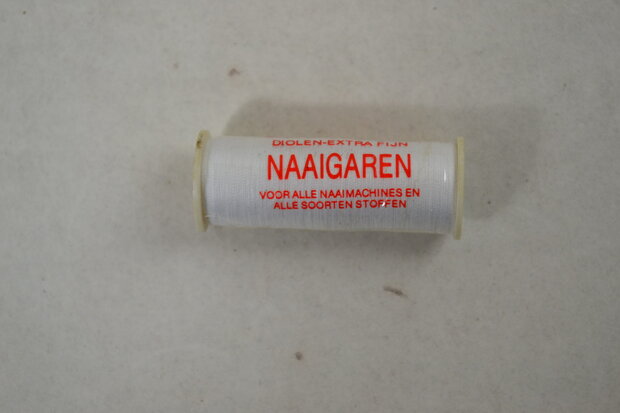 DIOLEN-EXTRA FIJN
NAAIGAREN
VOOR ALLE NAAIMACHINES EN
ALLE SOORTEN STOFFEN